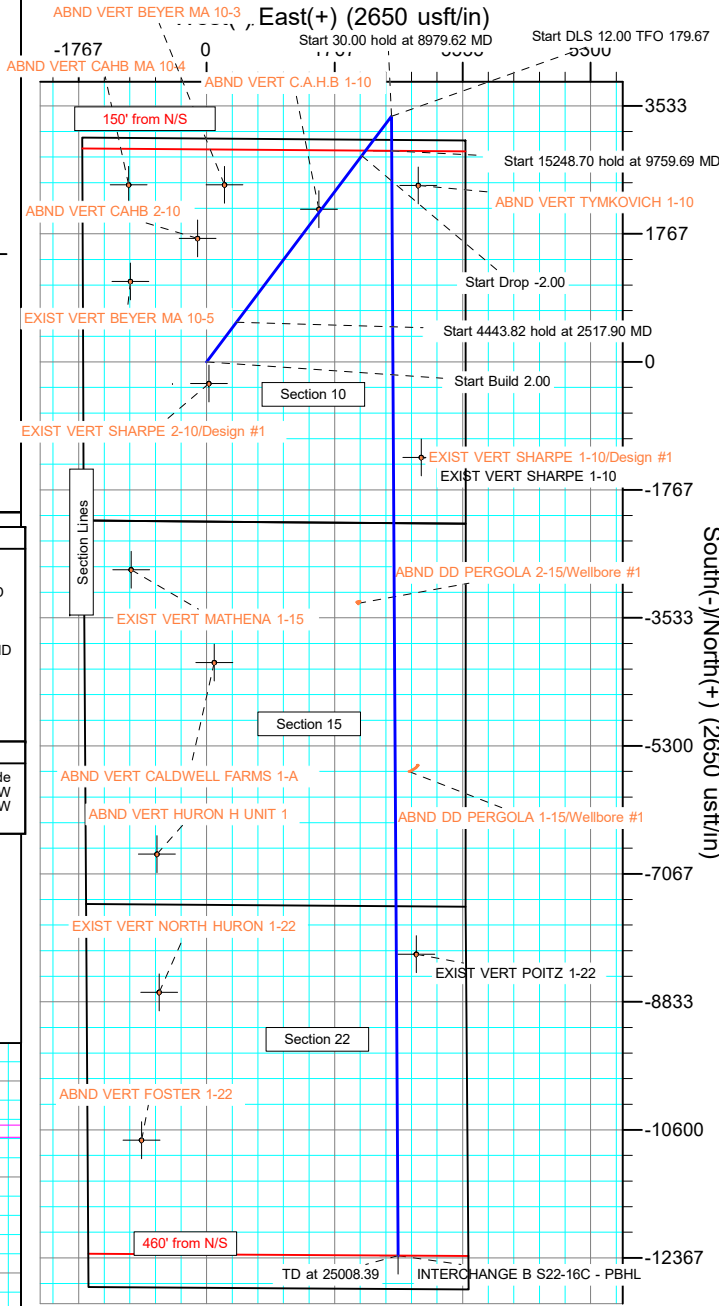 ABND VERT BEYER MA 10-3
East(+) (2650 usft/in)
Start 30.00 hold at 8979.62 MD
Start DLS 12.00 TFO 179.67
-1767
0
5300
ABND VERT CAHB MA 10-4
ABND VERT C.A.H.B 1-10
3533
150' from N/S
Start 15248.70 hold at 9759.69 MD
ABND VERT TYMKOVICH 1-10
ABND VERT CAHB 2-10
1767
Start Drop -2.00
EXIST VERT BEYER MA 10-5
Start 4443.82 hold at 2517.90 MD
0
Start Build 2.00
Section 10
EXIST VERT SHARPE 2-10/Design #1
EXIST VERT SHARPE 1-10/Design #1
EXIST VERT SHARPE 1-10
-1767
Section Lines
South(-)/North(+) (2650 usft/in)
ABND DD PERGOLA 2-15/Wellbore #1
EXIST VERT MATHENA 1-15
-3533
Section 15
-5300
ABND VERT CALDWELL FARMS 1-A
ABND VERT HURON H UNIT 1
ABND DD PERGOLA 1-15/Wellbore #1
-7067
EXIST VERT NORTH HURON 1-22
EXIST VERT POITZ 1-22
-8833
Section 22
ABND VERT FOSTER 1-22
-10600
460' from N/S
-12367
TD at 25008.39
INTERCHANGE B S22-16C - PBHL